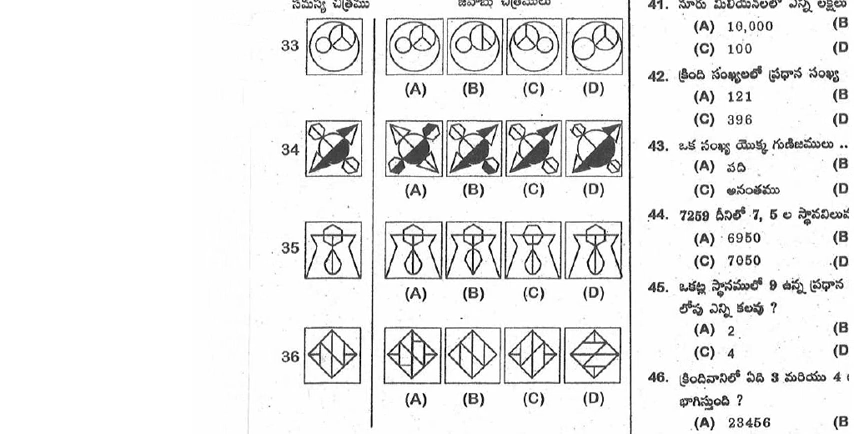 సమస్య చిత్రము
జవాబు చిత్రములు
33
(A) (B) (C) (D)
34
(A) (B) (C) (D)
35
(A) (B) (C) (D)
36
(A) (B) (C) (D)
41. నూరు మిలియనులలో ఎన్ని లక్షలు
(A) 10,000 (B
(C) 100 (D
42. క్రింది సంఖ్యలలో ప్రధాన సంఖ్య
(A) 121 (B
(C) 396 (D
43. ఒక సంఖ్య యొక్క గుణిజములు ..
(A) పది (B
(C) అనంతము (D
44. 7259 దీనిలో 7, 5 ల
(A) 6950 (B
(C) 7050 (D
45. ఒకట్ల స్థానములో 9 ఉన్న ప్రధాన
లోపు ఎన్ని కలవు ?
(A) 2 (B
(C) 4 (D
46. క్రిందివానిలో ఏది 3 మరియు 4
భాగిస్తుంది ?
(A) 23456 (B